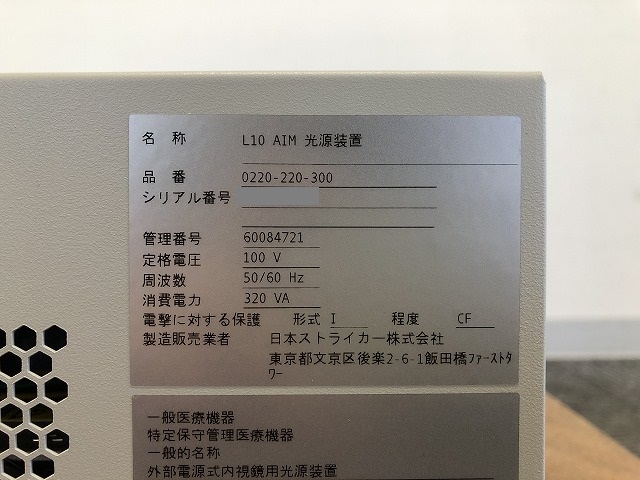 名 称 L10 AIM 光源装置
品 番 0220-220-300
シリアル番号
管理番号 60084721
定格電圧 100 V
周波数 50/60 Hz
消費電力 320 VA
電撃に対する保護 形式 I 程度 CF
製造販売業者 日本ストライカー株式会社
東京都文京区後楽2-6-1飯田橋ファーストタ
ワー
一般医療機器
特定保守管理医療機器
一般的名称
外部電源式内視鏡用光源装置